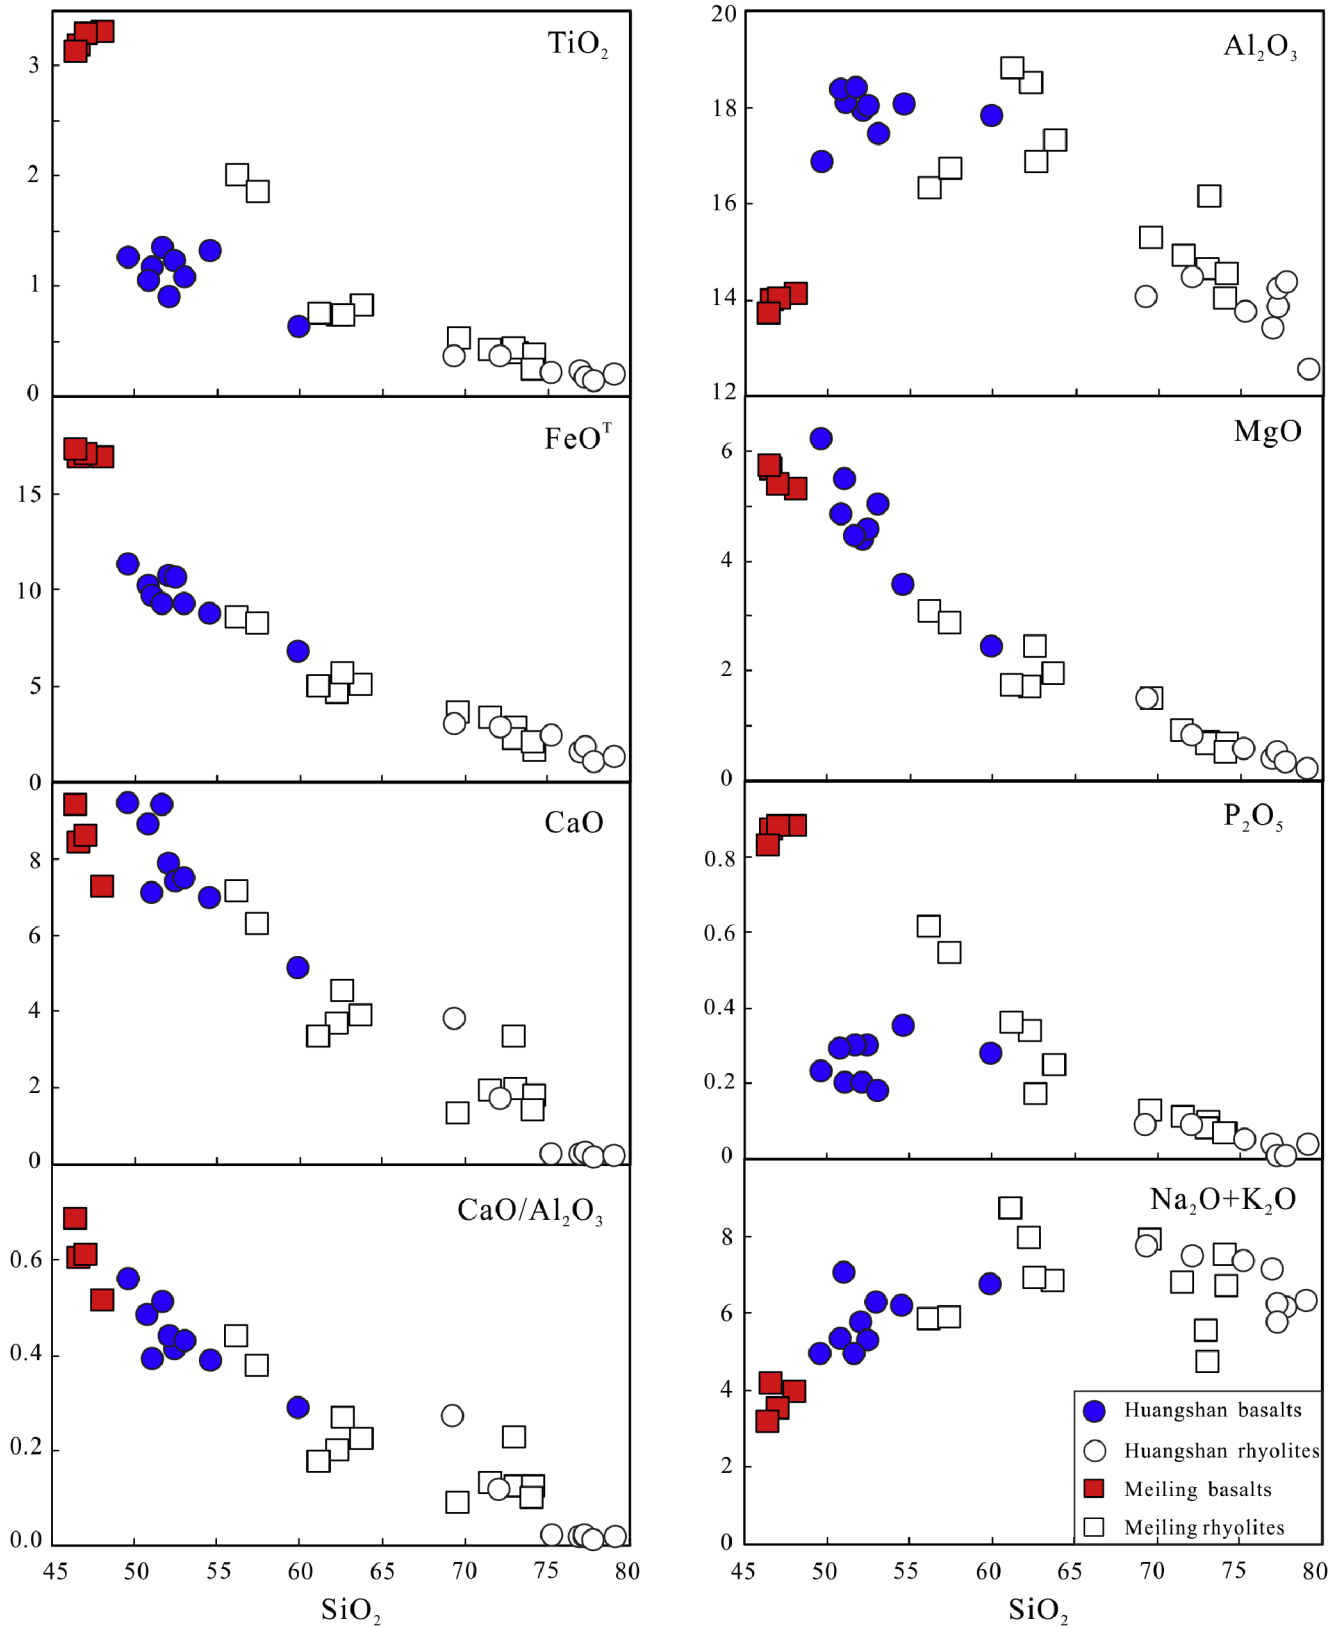 TiO₂
3
2
1
0
Al₂O₃
20
18
16
14
12
FeOᵀ
15
10
5
0
MgO
6
4
2
0
CaO
8
6
4
2
0
P₂O₅
0.8
0.6
0.4
0.2
0
CaO/Al₂O₃
0.6
0.4
0.2
0.0
45 50 55 60 65 70 75 80
SiO₂
Na₂O+K₂O
8
6
4
2
0
Huangshan basalts
Huangshan rhyolites
Meiling basalts
Meiling rhyolites
45 50 55 60 65 70 75 80
SiO₂